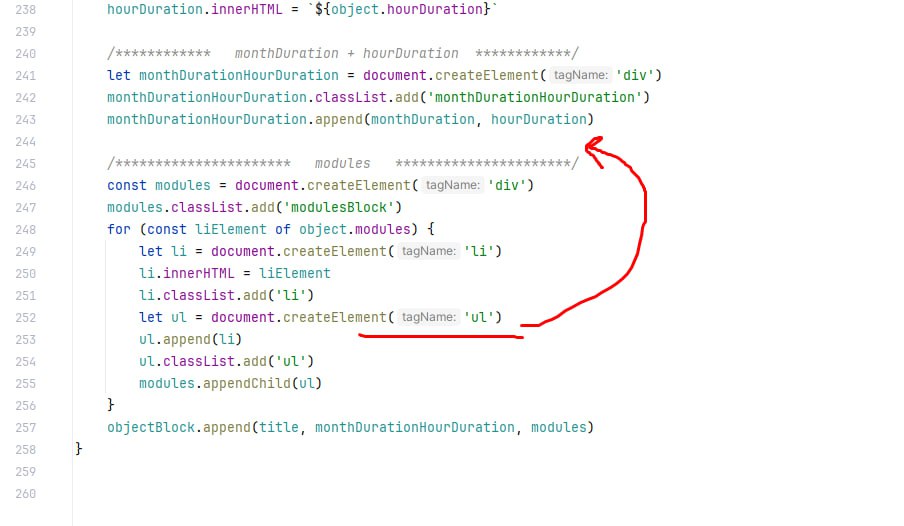 238 hourDuration.innerHTML = `${object.hourDuration}`
239
240 /************ monthDuration + hourDuration ************/
241 let monthDurationHourDuration = document.createElement( tagName: 'div')
242 monthDurationHourDuration.classList.add('monthDurationHourDuration')
243 monthDurationHourDuration.append(monthDuration, hourDuration)
244
245 /********************** modules **********************/
246 const modules = document.createElement( tagName: 'div')
247 modules.classList.add('modulesBlock')
248 for (const liElement of object.modules) {
249 let li = document.createElement( tagName: 'li')
250 li.innerHTML = liElement
251 li.classList.add('li')
252 let ul = document.createElement( tagName: 'ul')
253 ul.append(li)
254 ul.classList.add('ul')
255 modules.appendChild(ul)
256 }
257 objectBlock.append(title, monthDurationHourDuration, modules)
258 }
259
260